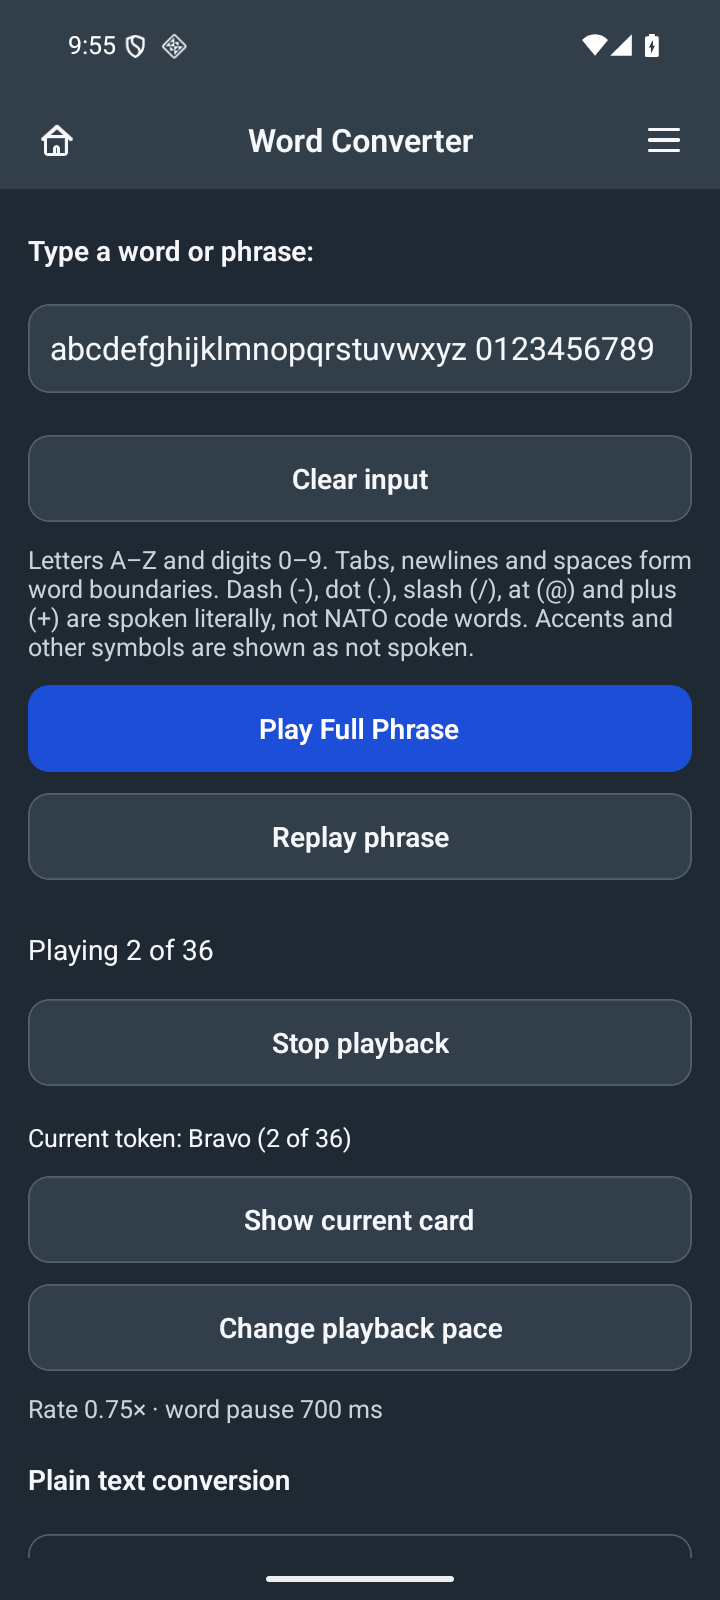 9:55
Word Converter
Type a word or phrase:
abcdefghijklmnopqrstuvwxyz 0123456789
Clear input
Letters A–Z and digits 0–9. Tabs, newlines and spaces form
word boundaries. Dash (-), dot (.), slash (/), at (@) and plus
(+) are spoken literally, not NATO code words. Accents and
other symbols are shown as not spoken.
Play Full Phrase
Replay phrase
Playing 2 of 36
Stop playback
Current token: Bravo (2 of 36)
Show current card
Change playback pace
Rate 0.75× · word pause 700 ms
Plain text conversion